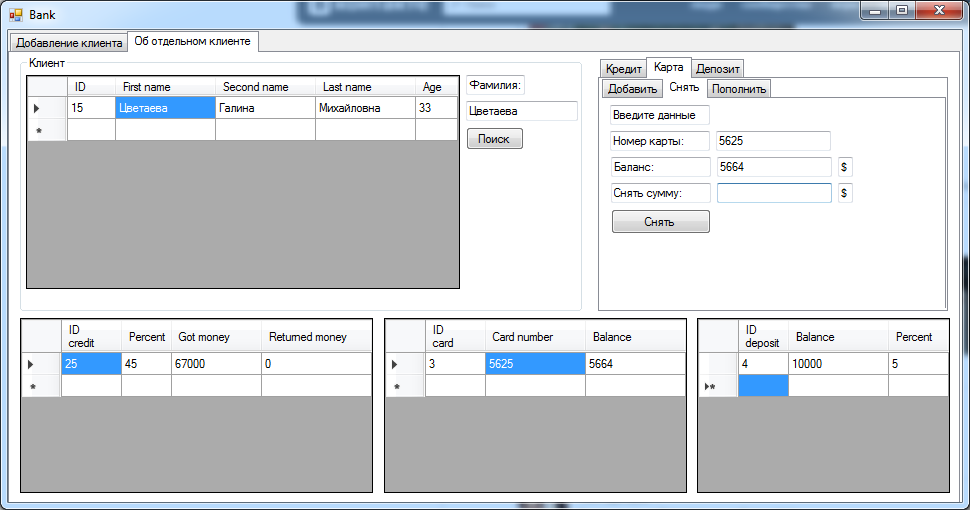 Bank
Добавление клиента Об отдельном клиенте
Клиент
ID First name Second name Last name Age
15 Цветаева Галина Михайловна 33
*
Фамилия:
Цветаева
Поиск
Кредит Карта Депозит
Добавить Снять Пополнить
Введите данные
Номер карты: 5625
Баланс: 5664 $
Снять сумму: $
Снять
ID credit Percent Got money Returned money
25 45 67000 0
*
ID card Card number Balance
3 5625 5664
*
ID deposit Balance Percent
4 10000 5
*